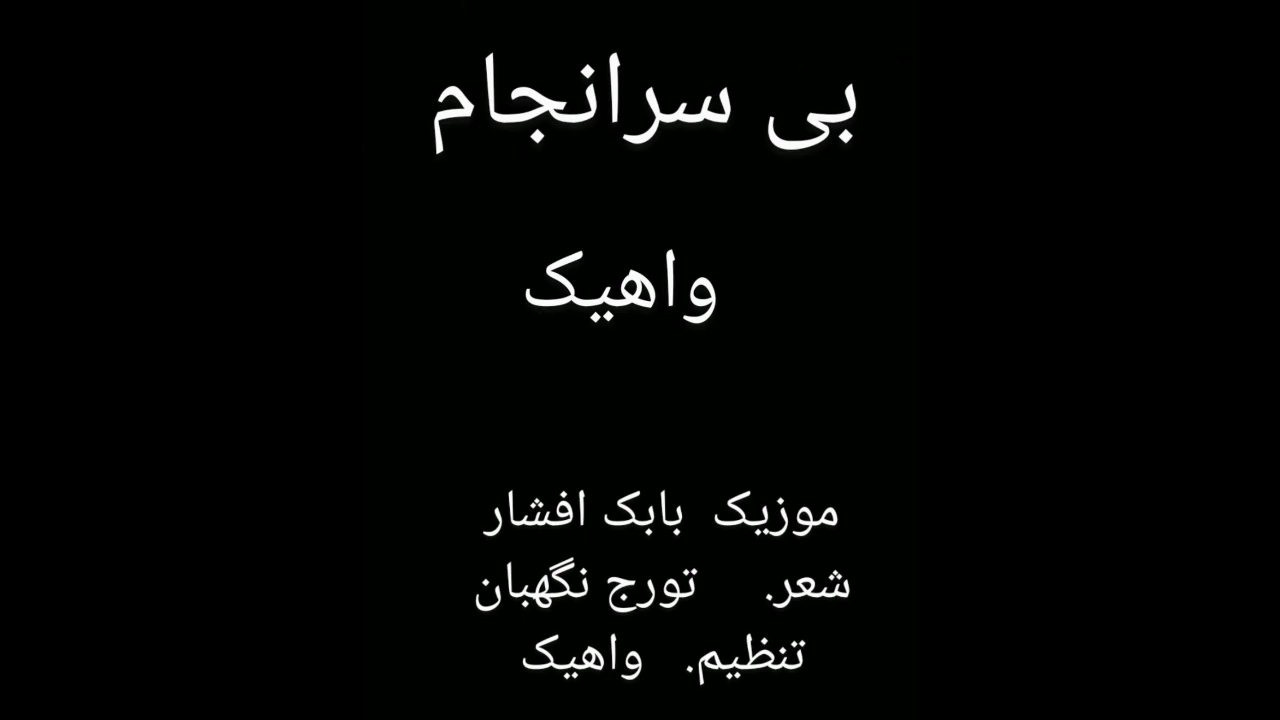 بی سرانجام
واهیک
موزیک بابک افشار
شعر. تورج نگهبان
تنظیم. واهیک